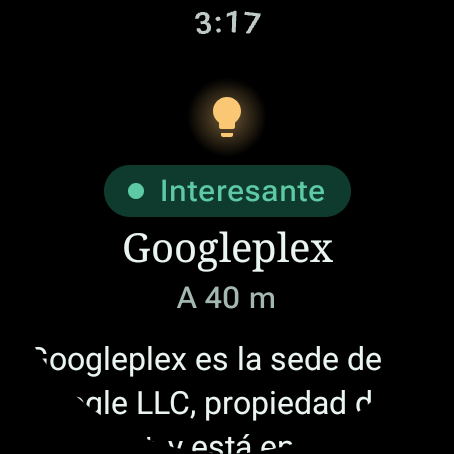 3:17
Interesante
Googleplex
A 40 m
Googleplex es la sede de
LLC, propiedad
y está en